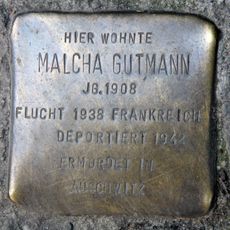 HIER WOHNTE
MALCHA GUTMANN
JG. 1908
FLUCHT 1938 FRANKREICH
DEPORTIERT 1942
ERMORDET IN
AUSCHWITZ